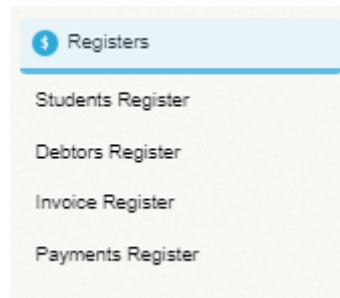 Registers
Students Register
Debtors Register
Invoice Register
Payments Register